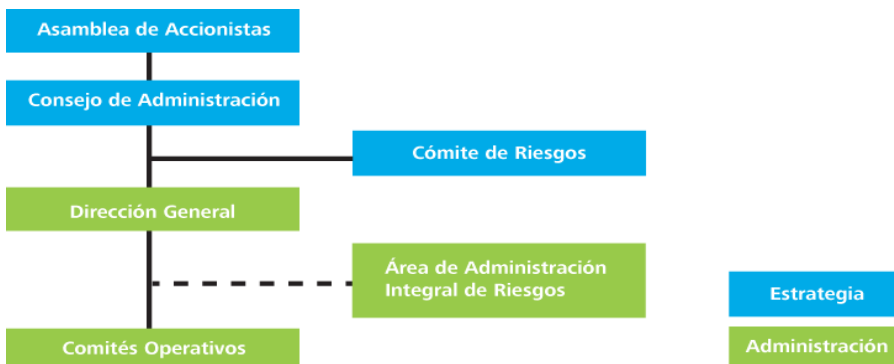 Asamblea de Accionistas
Consejo de Administración
Cómite de Riesgos
Dirección General
Área de Administración
Integral de Riesgos
Estrategia
Comités Operativos
Administración